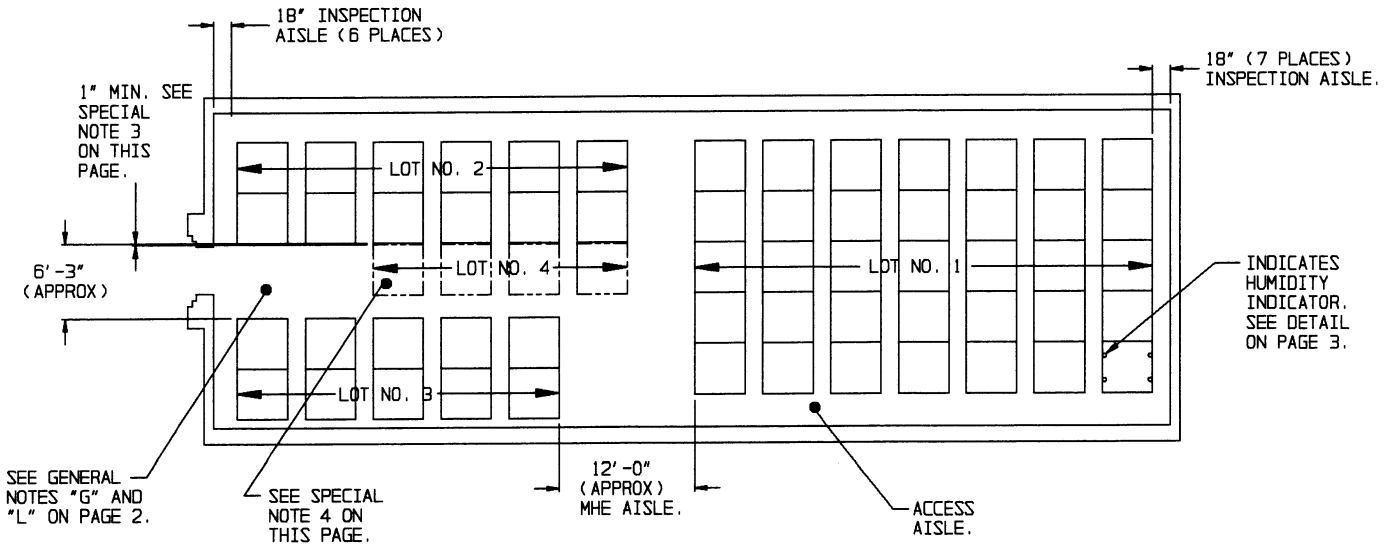 18" INSPECTION
AISLE (6 PLACES)
18" (7 PLACES)
INSPECTION AISLE.
1" MIN. SEE
SPECIAL
NOTE 3
ON THIS
PAGE.
LOT NO. 2
6'-3"
(APPROX)
LOT NO. 4
LOT NO. 1
INDICATES
HUMIDITY
INDICATOR.
SEE DETAIL
ON PAGE 3.
LOT NO. 3
SEE GENERAL
NOTES "G" AND
"L" ON PAGE 2.
SEE SPECIAL
NOTE 4 ON
THIS PAGE.
12'-0"
(APPROX)
MHE AISLE.
ACCESS
AISLE.